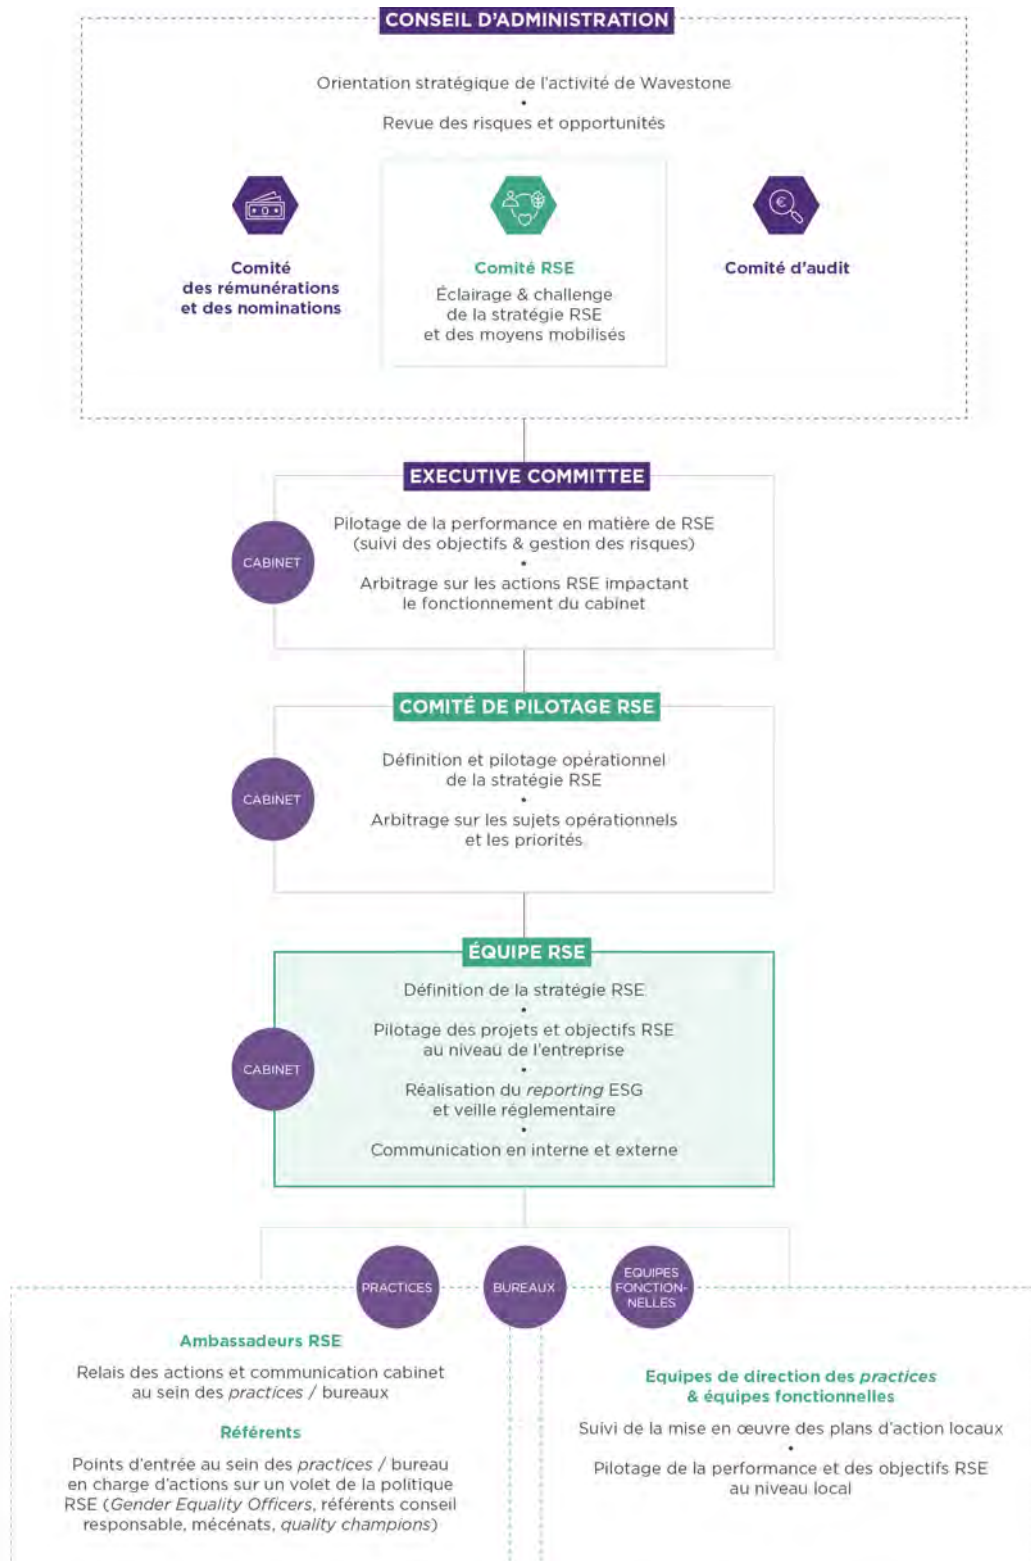 CONSEIL D'ADMINISTRATION
Orientation stratégique de l'activité de Wavestone
•
Revue des risques et opportunités
Comité
des rémunérations
et des nominations
Comité RSE
Éclairage & challenge
de la stratégie RSE
et des moyens mobilisés
€
Comité d'audit
EXECUTIVE COMMITTEE
CABINET
Pilotage de la performance en matière de RSE
(suivi des objectifs & gestion des risques)
•
Arbitrage sur les actions RSE impactant
le fonctionnement du cabinet
COMITÉ DE PILOTAGE RSE
CABINET
Définition et pilotage opérationnel
de la stratégie RSE
•
Arbitrage sur les sujets opérationnels
et les priorités
ÉQUIPE RSE
CABINET
Définition de la stratégie RSE
•
Pilotage des projets et objectifs RSE
au niveau de l'entreprise
•
Réalisation du reporting ESG
et veille réglementaire
•
Communication en interne et externe
PRACTICES
BUREAUX
EQUIPES
FONCTION-
NELLES
Ambassadeurs RSE
Relais des actions et communication cabinet
au sein des practices / bureaux
Référents
Points d'entrée au sein des practices / bureau
en charge d'actions sur un volet de la politique
RSE (Gender Equality Officers, référents conseil
responsable, mécénats, quality champions)
Equipes de direction des practices
& équipes fonctionnelles
Suivi de la mise en œuvre des plans d'action locaux
•
Pilotage de la performance et des objectifs RSE
au niveau local